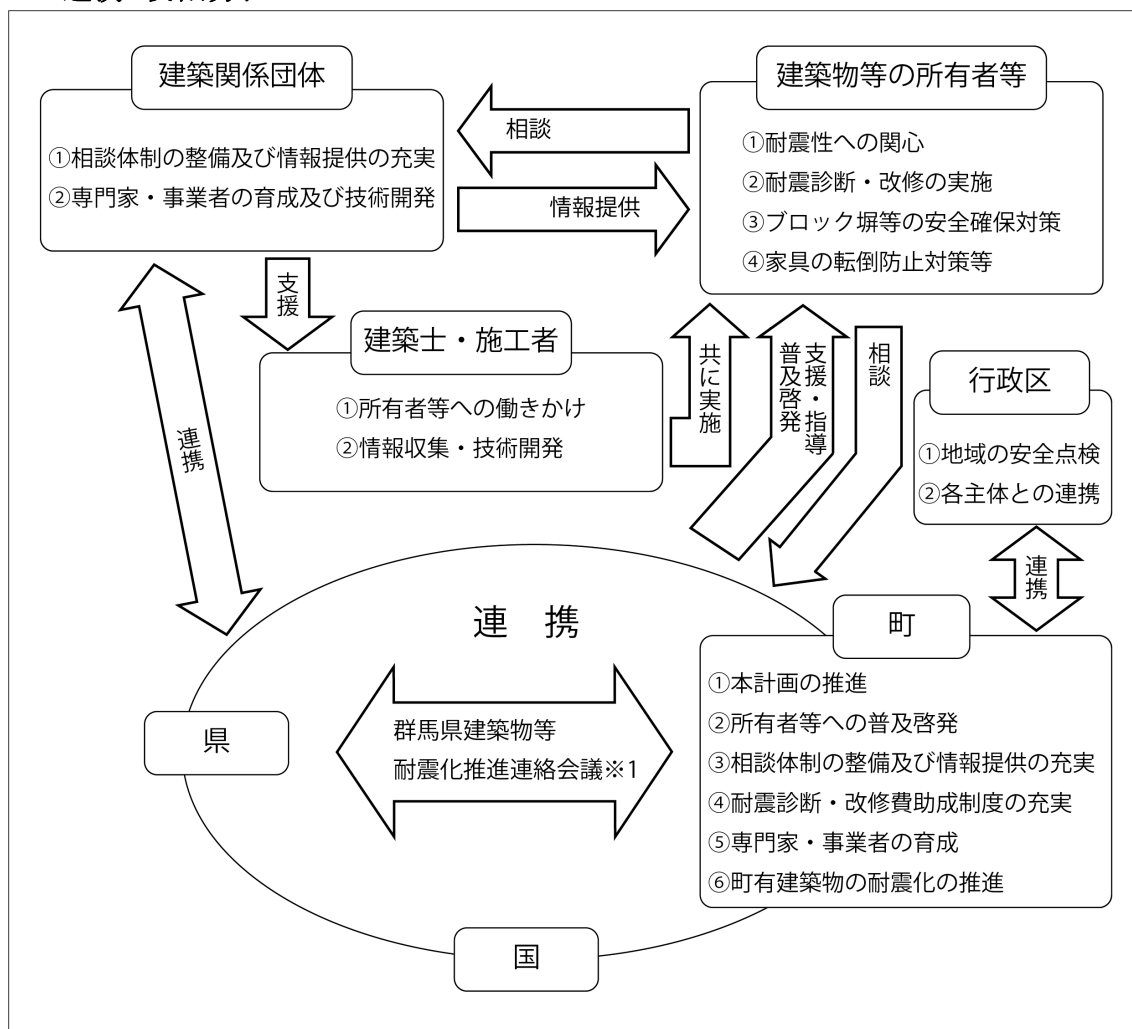 建築関係団体
①相談体制の整備及び情報提供の充実
②専門家・事業者の育成及び技術開発
相談
情報提供
建築物等の所有者等
①耐震性への関心
②耐震診断・改修の実施
③ブロック塀等の安全確保対策
④家具の転倒防止対策等
支援
建築士・施工者
①所有者等への働きかけ
②情報収集・技術開発
共に実施
支援・指導
普及啓発
相談
行政区
①地域の安全点検
②各主体との連携
連携
連携
連 携
町
①本計画の推進
②所有者等への普及啓発
③相談体制の整備及び情報提供の充実
④耐震診断・改修費助成制度の充実
⑤専門家・事業者の育成
⑥町有建築物の耐震化の推進
県
群馬県建築物等
耐震化推進連絡会議※1
国